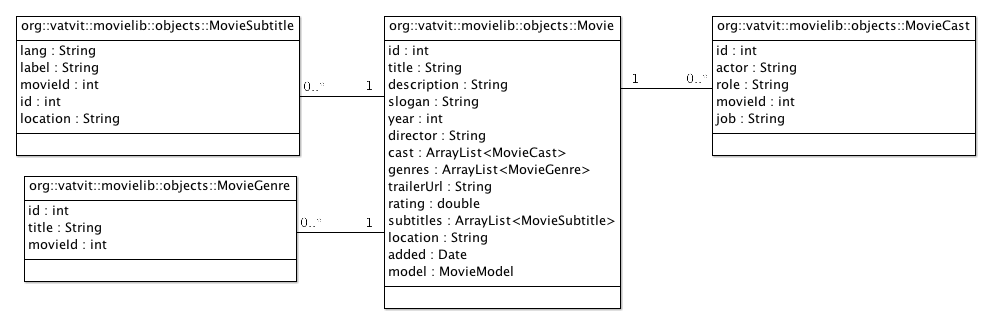 org::vatvit::movielib::objects::MovieSubtitle
lang : String
label : String
movieId : int
id : int
location : String
0..*
1
org::vatvit::movielib::objects::MovieGenre
id : int
title : String
movieId : int
0..*
1
org::vatvit::movielib::objects::Movie
id : int
title : String
description : String
slogan : String
year : int
director : String
cast : ArrayList<MovieCast>
genres : ArrayList<MovieGenre>
trailerUrl : String
rating : double
subtitles : ArrayList<MovieSubtitle>
location : String
added : Date
model : MovieModel
1
0..*
org::vatvit::movielib::objects::MovieCast
id : int
actor : String
role : String
movieId : int
job : String